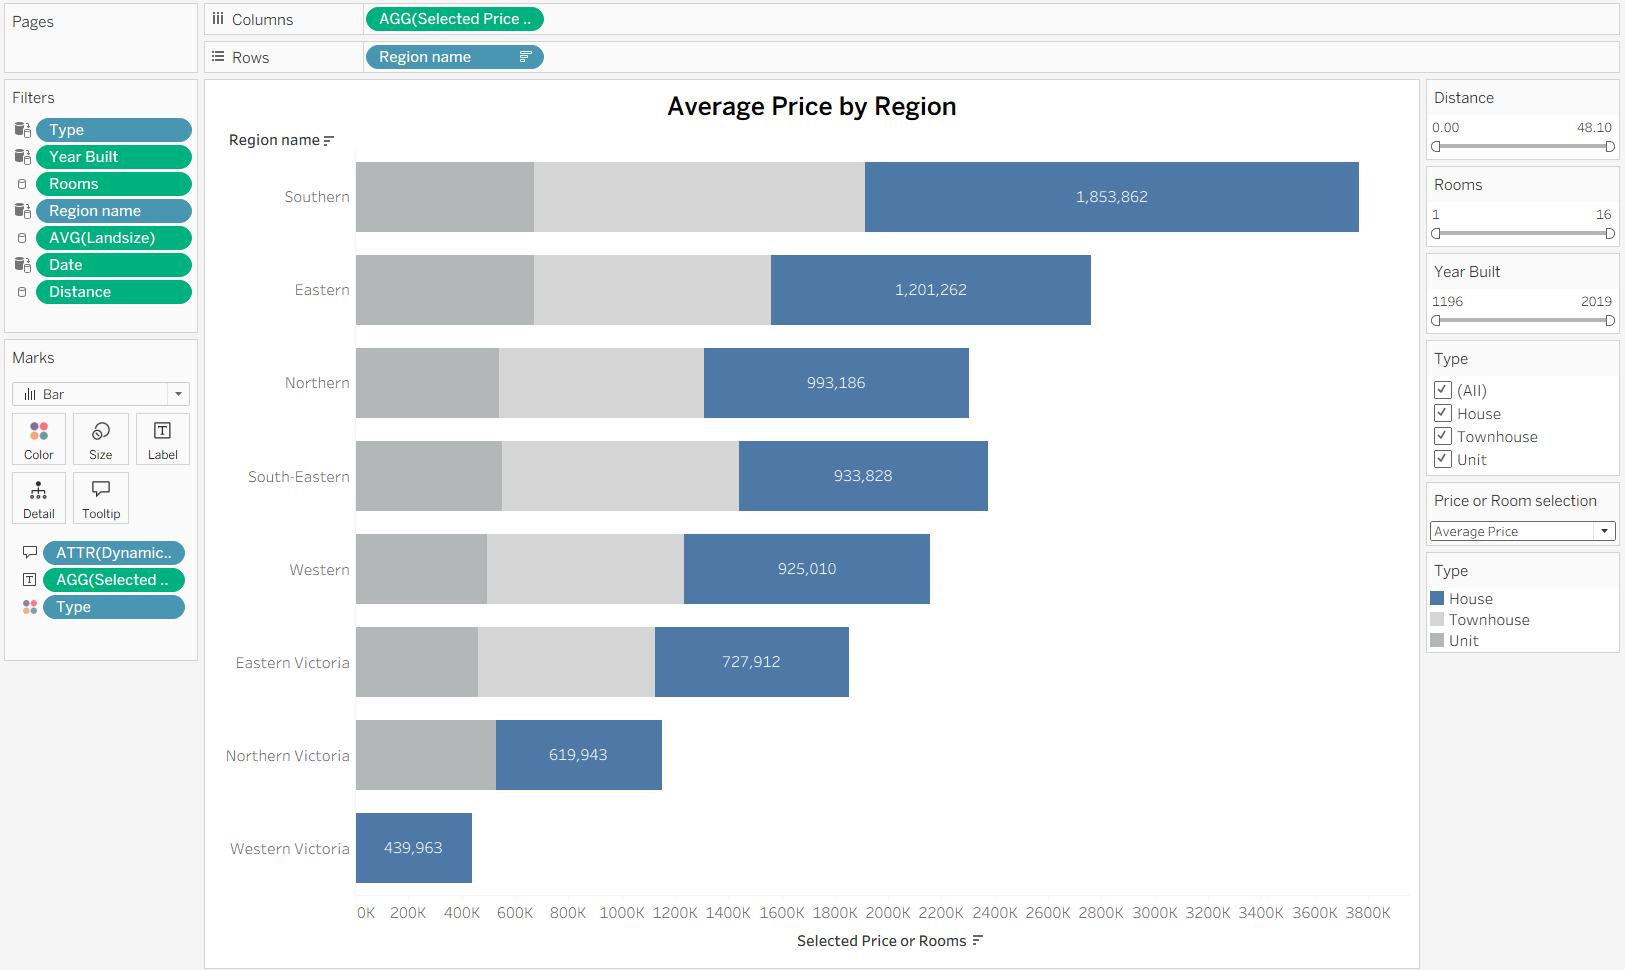 Pages
Columns
AGG(Selected Price ..
Rows
Region name
Filters
Type
Year Built
Rooms
Region name
AVG(Landsize)
Date
Distance
Marks
Bar
Color
Size
Label
Detail
Tooltip
ATTR(Dynamic..
AGG(Selected ..
Type
Average Price by Region
Region name
Southern
1,853,862
Eastern
1,201,262
Northern
993,186
South-Eastern
933,828
Western
925,010
Eastern Victoria
727,912
Northern Victoria
619,943
Western Victoria
439,963
0K 200K 400K 600K 800K 1000K 1200K 1400K 1600K 1800K 2000K 2200K 2400K 2600K 2800K 3000K 3200K 3400K 3600K 3800K
Selected Price or Rooms
Distance
0.00 48.10
Rooms
1 16
Year Built
1196 2019
Type
(All)
House
Townhouse
Unit
Price or Room selection
Average Price
Type
House
Townhouse
Unit